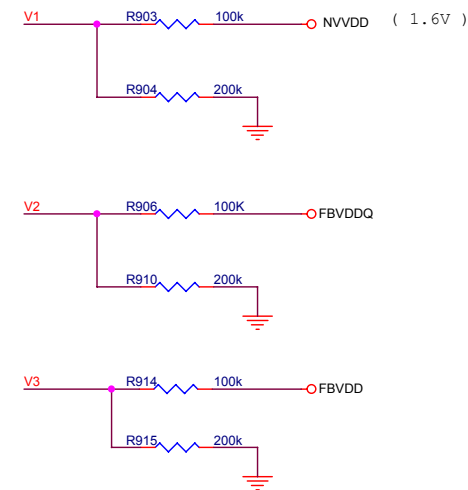 V1 R903 100k NVVDD ( 1.6V )
R904 200k
V2 R906 100K FBVDDQ
R910 200k
V3 R914 100k FBVDD
R915 200k